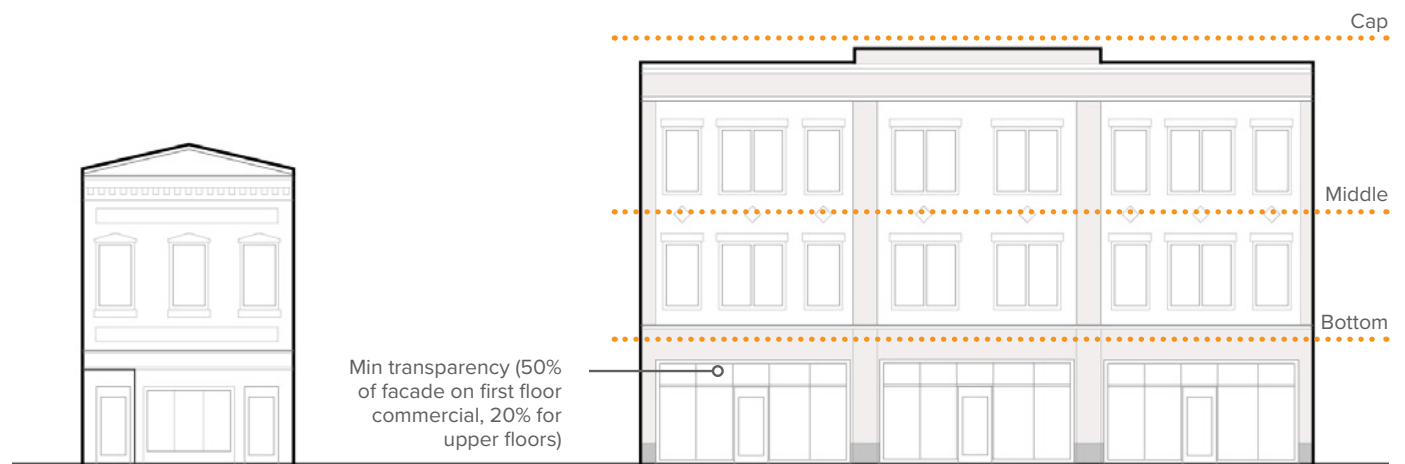 Cap
Middle
Bottom
Min transparency (50%
of facade on first floor
commercial, 20% for
upper floors)